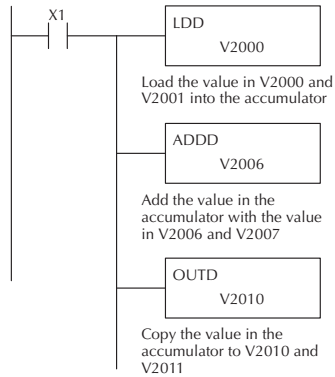 X1
LDD
V2000
Load the value in V2000 and
V2001 into the accumulator
ADDD
V2006
Add the value in the
accumulator with the value
in V2006 and V2007
OUTD
V2010
Copy the value in the
accumulator to V2010 and
V2011